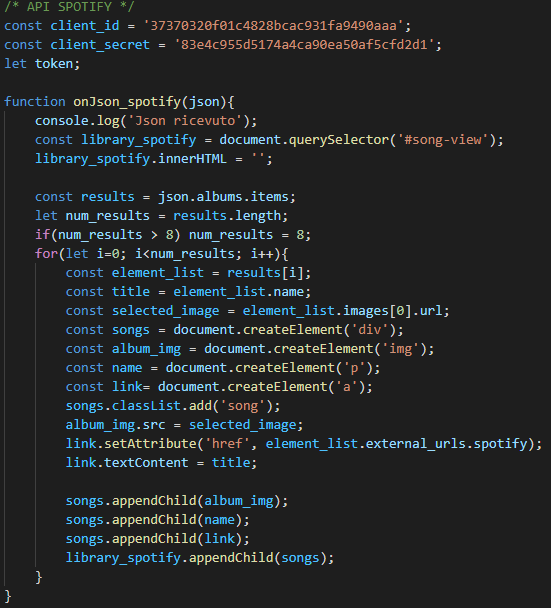 /* API SPOTIFY */
const client_id = '37370320f01c4828bcac931fa9490aaa';
const client_secret = '83e4c955d5174a4ca90ea50af5cfd2d1';
let token;

function onJson_spotify(json){
    console.log('Json ricevuto');
    const library_spotify = document.querySelector('#song-view');
    library_spotify.innerHTML = '';

    const results = json.albums.items;
    let num_results = results.length;
    if(num_results > 8) num_results = 8;
    for(let i=0; i<num_results; i++){
        const element_list = results[i];
        const title = element_list.name;
        const selected_image = element_list.images[0].url;
        const songs = document.createElement('div');
        const album_img = document.createElement('img');
        const name = document.createElement('p');
        const link= document.createElement('a');
        songs.classList.add('song');
        album_img.src = selected_image;
        link.setAttribute('href', element_list.external_urls.spotify);
        link.textContent = title;

        songs.appendChild(album_img);
        songs.appendChild(name);
        songs.appendChild(link);
        library_spotify.appendChild(songs);
    }
}